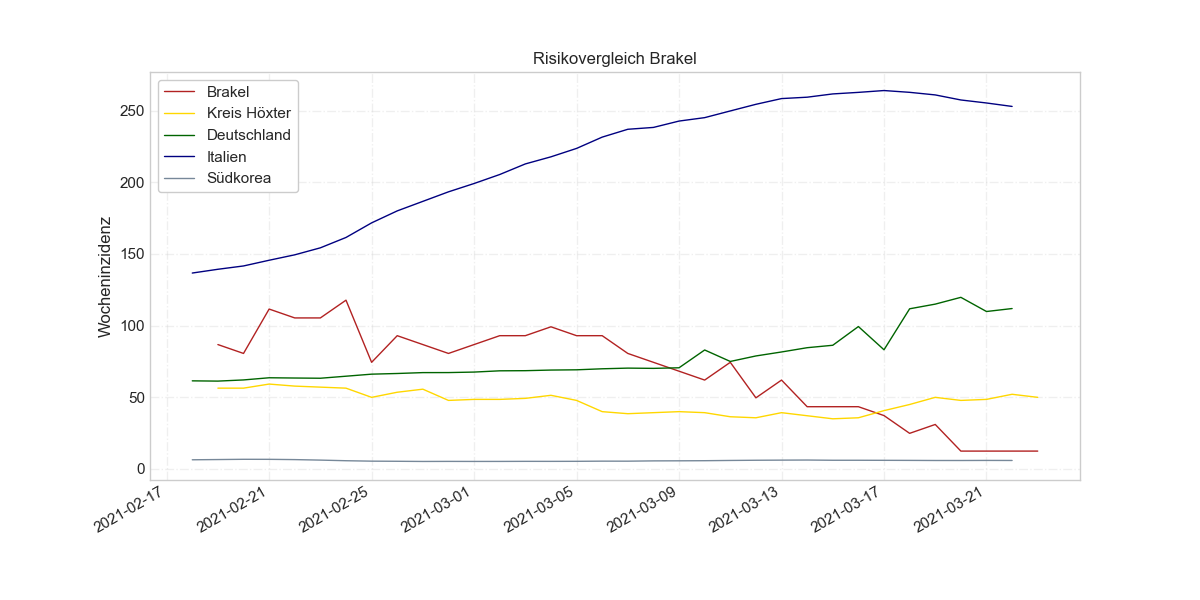 Risikovergleich Brakel
Brakel
Kreis Höxter
Deutschland
Italien
Südkorea
Wocheninzidenz
250
200
150
100
50
0
2021-02-17
2021-02-21
2021-02-25
2021-03-01
2021-03-05
2021-03-09
2021-03-13
2021-03-17
2021-03-21